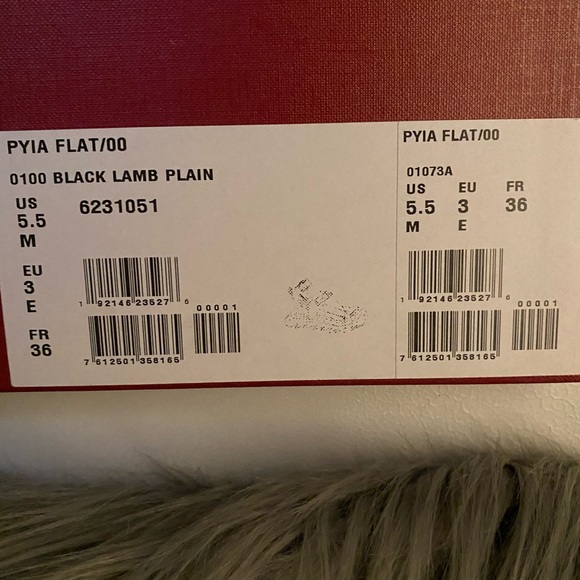 PYIA FLAT/00
0100 BLACK LAMB PLAIN
US
5.5
M
6231051
EU
3
E
FR
36
1 92146 23527 6
00001
7 612501 358165
PYIA FLAT/00
01073A
US EU FR
5.5 3 36
M E
1 92146 23527 6
00001
7 612501 358165